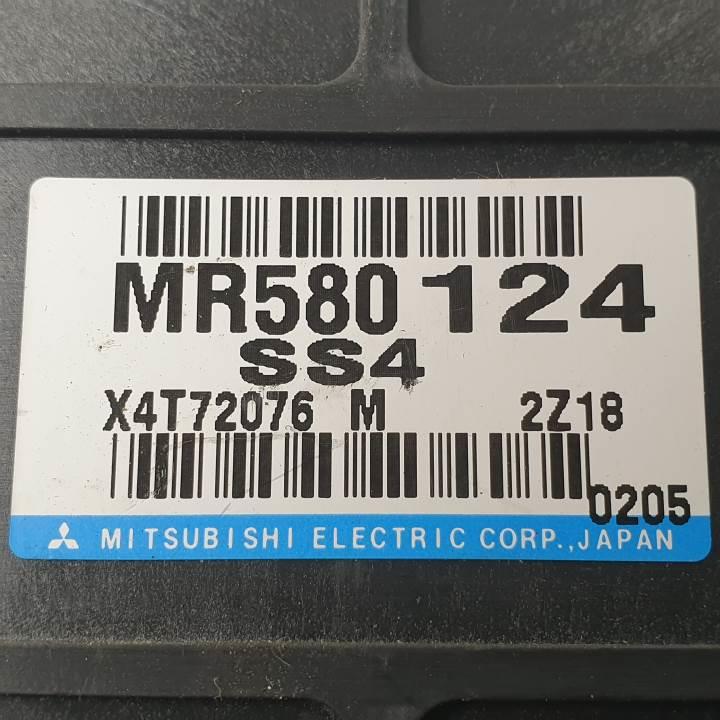 MR580 124
SS4
X4T72076 M 2Z18
0205
MITSUBISHI ELECTRIC CORP.,JAPAN